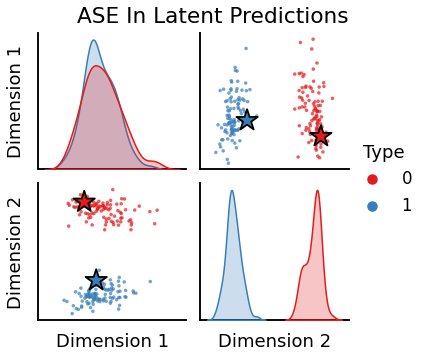 ASE In Latent Predictions
Dimension 1
Dimension 2
Type
0
1
Dimension 1
Dimension 2